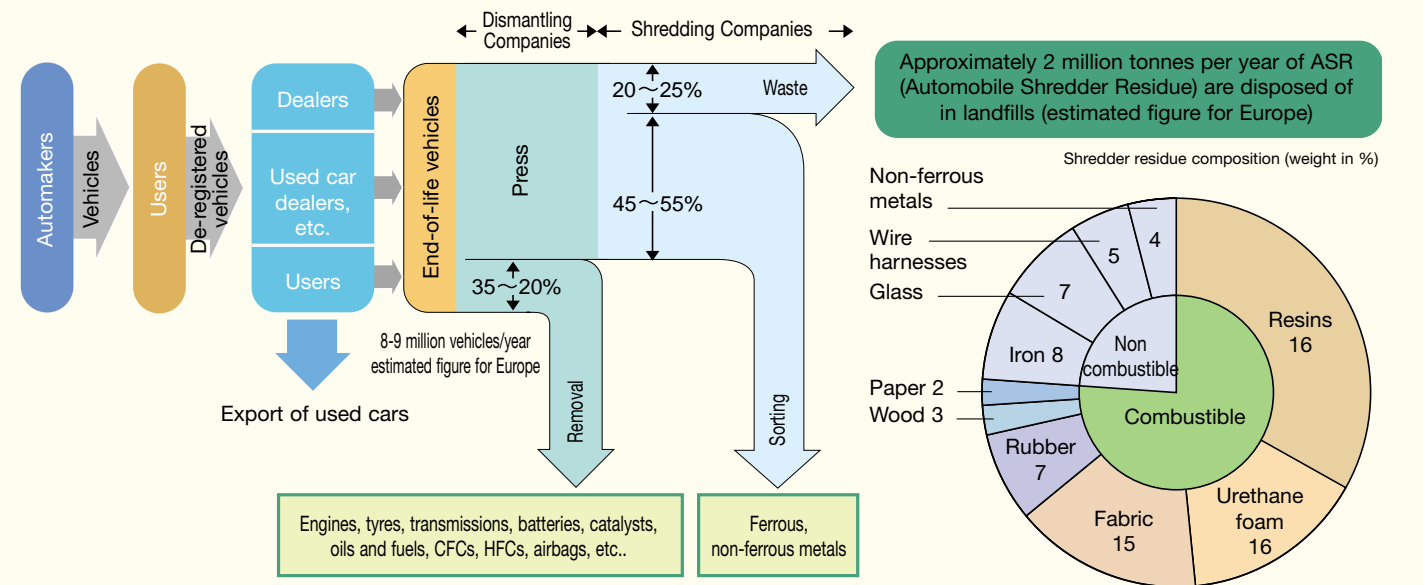 Dismantling
Companies
Shredding Companies
Automakers
Vehicles
Users
De-registered
vehicles
Dealers
Used car
dealers,
etc.
Users
Export of used cars
End-of-life vehicles
Press
20～25%
Waste
45～55%
35～20%
8-9 million vehicles/year
estimated figure for Europe
Removal
Sorting
Engines, tyres, transmissions, batteries, catalysts,
oils and fuels, CFCs, HFCs, airbags, etc..
Ferrous,
non-ferrous metals
Approximately 2 million tonnes per year of ASR
(Automobile Shredder Residue) are disposed of
in landfills (estimated figure for Europe)
Shredder residue composition (weight in %)
Non-ferrous
metals
4
Wire
harnesses
5
Glass
7
Iron 8
Paper 2
Wood 3
Rubber
7
Fabric
15
Urethane
foam
16
Resins
16
Non
combustible
Combustible